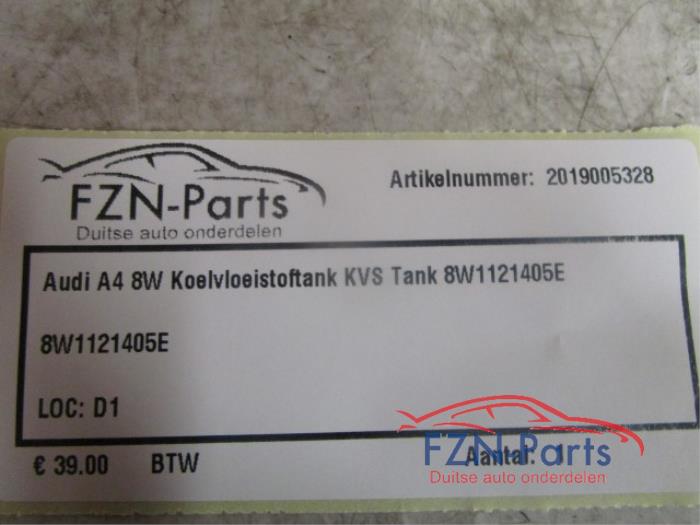 FZN-Parts
Duitse auto onderdelen
Artikelnummer: 2019005328
Audi A4 8W Koelvloeistoftank KVS Tank 8W1121405E
8W1121405E
LOC: D1
€ 39.00 BTW Aantal: 1
FZN-Parts
Duitse auto onderdelen